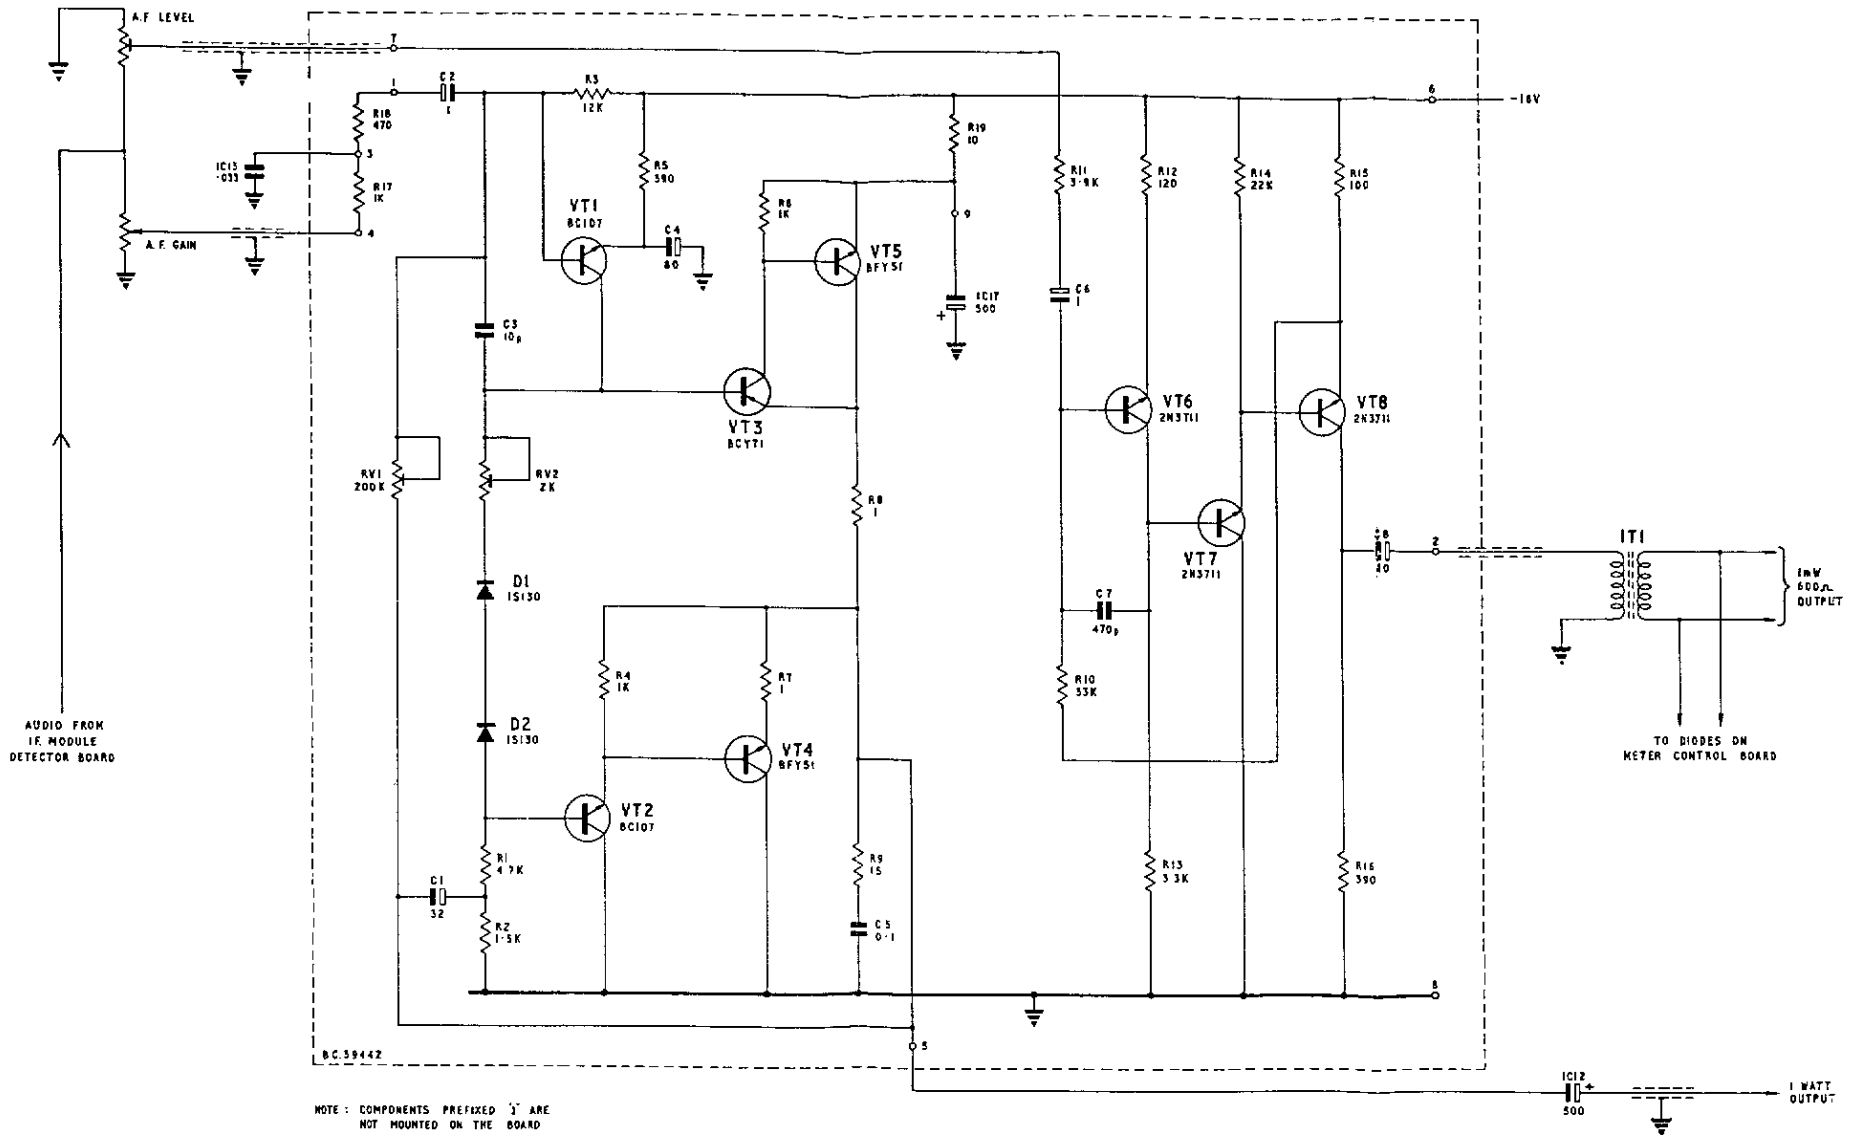 A.F LEVEL
7
1
C2
1
R3
12K
6
-18V
R18
470
3
1C13
·033
R17
1K
4
A.F. GAIN
R5
390
VT1
BC107
C4
80
R6
1K
VT5
BFY51
R19
10
9
1C17
500
+
R11
3·9K
C6
1
R12
120
R14
22K
R15
100
C3
10p
VT3
BCY71
RV1
200K
RV2
2K
R8
1
VT6
2N3711
VT8
2N3711
VT7
2N3711
2
1T1
1mW
600Ω
OUTPUT
D1
1S130
D2
1S130
C7
470p
R10
33K
R4
1K
R7
1
VT4
BFY51
VT2
BC107
R1
4.7K
C1
32
R2
1·5K
R9
15
C5
0·1
R13
3·3K
R16
390
8
TO DIODES ON
METER CONTROL BOARD
AUDIO FROM
I.F. MODULE
DETECTOR BOARD
5
B.C.39442
1C12
+
500
1 WATT
OUTPUT
NOTE : COMPONENTS PREFIXED "1" ARE
NOT MOUNTED ON THE BOARD